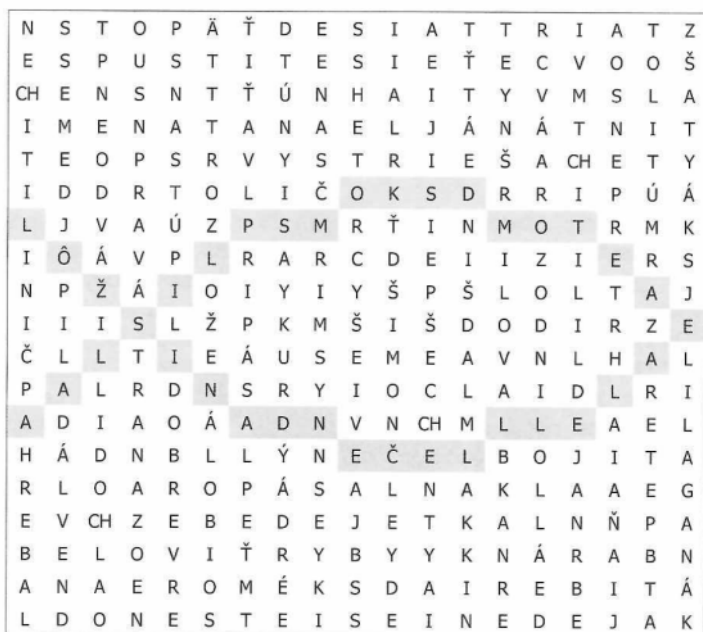 N S T O P Ä Ť D E S I A T T R I A T Z
E S P U S T I T E S I E Ť E C V O O Š
CH E N S N T Ť Ú N H A I T Y V M S L A
I M E N A T A N A E L J Á N Á T N I T
T E O P S R V Y S T R I E Š A CH E T Y
I D D R T O L I Č O K S D R R I P Ú Á
L J V A Ú Z P S M R Ť I N M O T R M K
I Ô Á V P L R A R C D E I I Z I E R S
N P Ž Á I O I Y I Y Š P Š L O L T A J
I I I S L Ž P K M Š I Š D O D I R Z E
Č L L T I E Á U S E M E A V N L H A L
P A L R D N S R Y I O C L A I D L R I
A D I A O Á A D N V N CH M L L E A E L
H Á D N B L L Ý N E Č E L B O J I T A
R L O A R O P Á S A L N A K L A A E G
E V CH Z E B E D E J E T K A L N Ň P A
B E L O V I Ť R Y B Y Y K N Á R A B N
A N A E R O M É K S D A I R E B I T Á
L D O N E S T E I S E I N E D E J A K